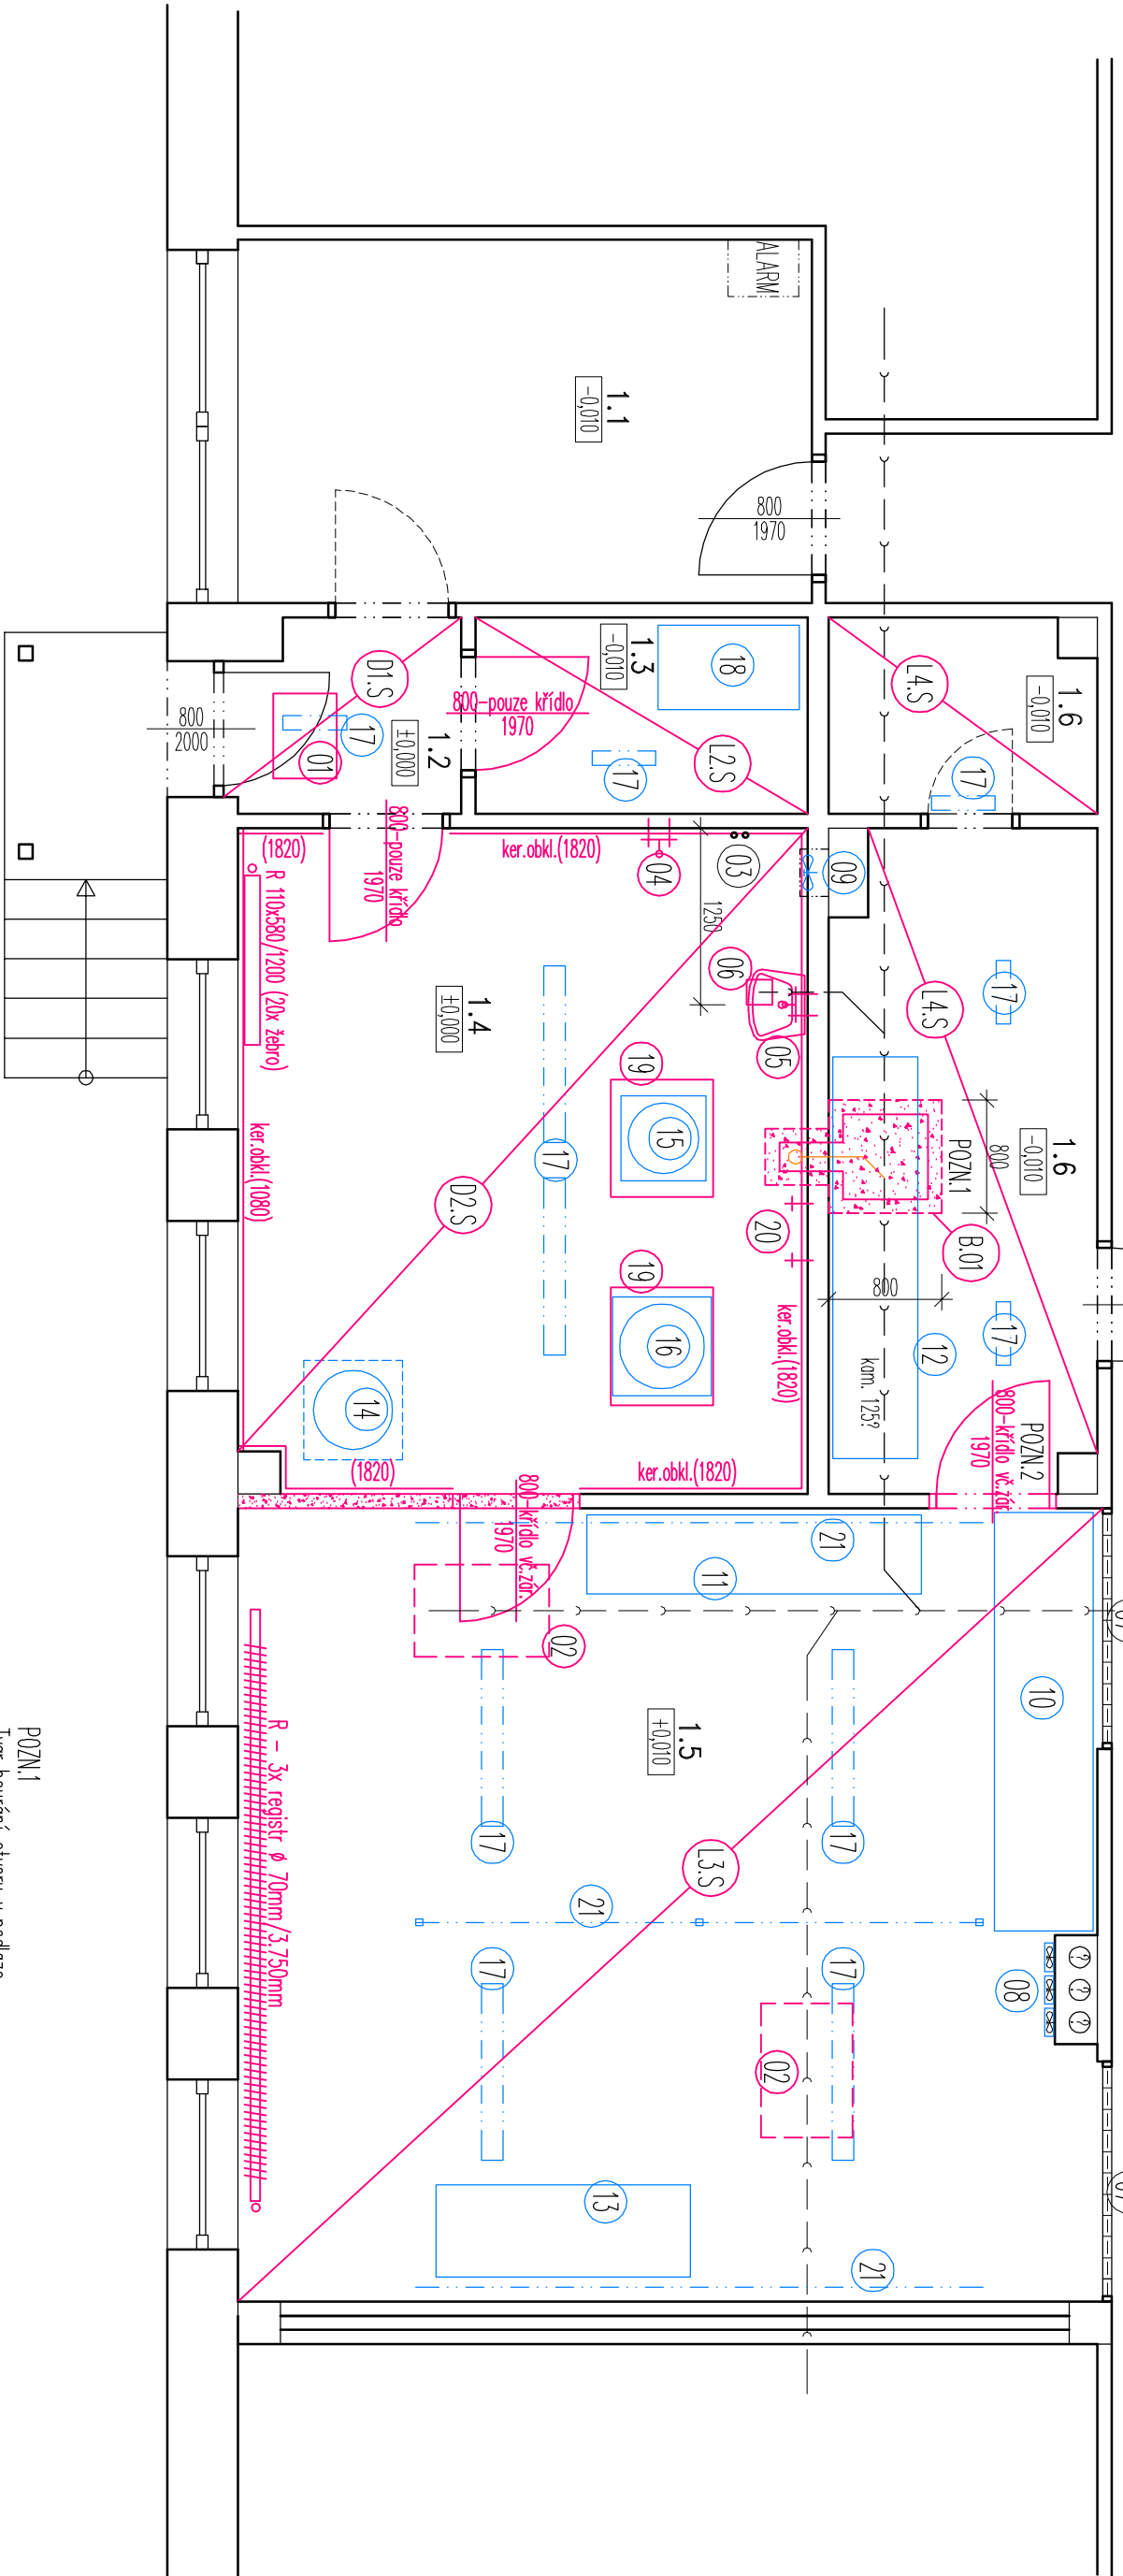 ALARM
1.1
-0,010
800
1970
1.6
-0,010
L4.S
17
1.3
-0,010
18
L2.S
17
800-pouze křídlo
1970
D1.S
1.2
±0,000
17
01
800
2000
800-pouze křídlo
1970
(1820)
ker.obkl.(1820)
04
03
1250
09
06
05
R 110x580/1200 (20x žebro)
1.4
±0,000
17
L4.S
1.6
-0,010
800
POZN.1
B.01
800
17
12
kam. 125?
19
15
19
16
20
ker.obkl.(1820)
17
D2.S
ker.obkl.(1080)
14
(1820)
ker.obkl.(1820)
POZN.2
800-křídlo vč.zár.
1970
800-křídlo vč.zár.
1970
02
21
11
10
07
1.5
+0,010
17
17
L3.S
21
17
17
R - 3x registr ϕ 70mm/3.750mm
08
?
?
?
02
13
21
07
POZN.1